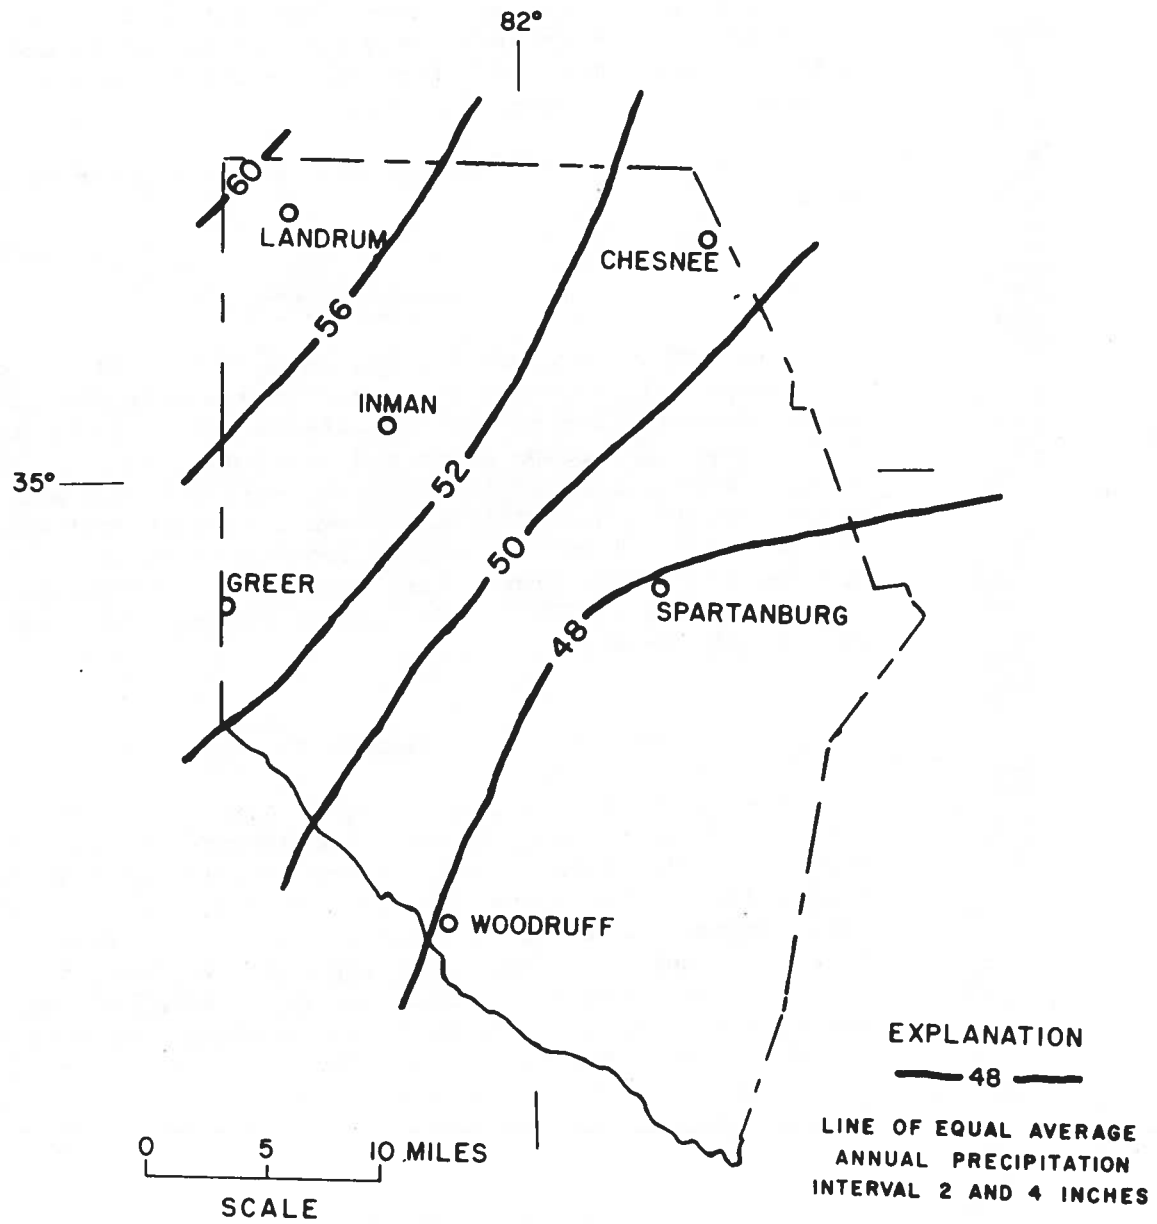 82°
60
LANDRUM
CHESNEE
56
INMAN
35°
52
50
GREER
SPARTANBURG
48
WOODRUFF
EXPLANATION
48
LINE OF EQUAL AVERAGE
ANNUAL PRECIPITATION
INTERVAL 2 AND 4 INCHES
0 5 10 MILES
SCALE